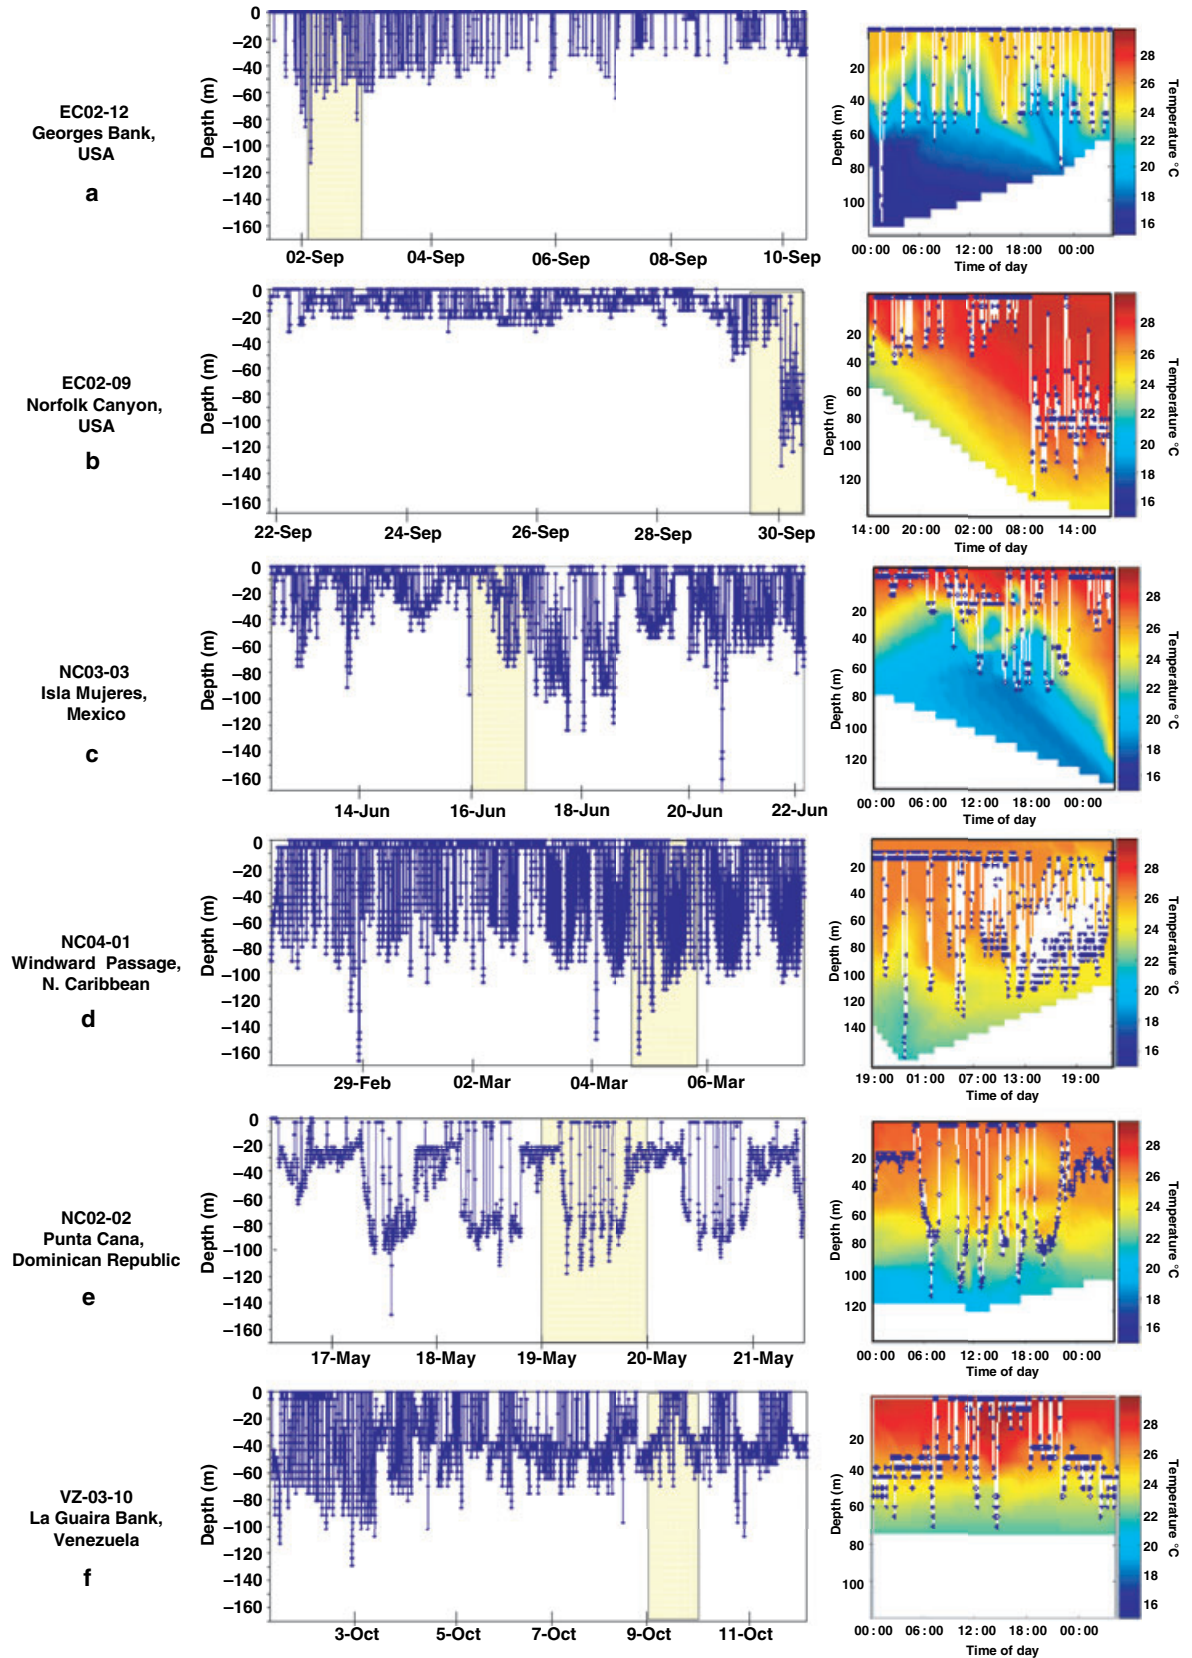 EC02-12
Georges Bank,
USA
a
Depth (m)
0
–20
–40
–60
–80
–100
–120
–140
–160
02-Sep 04-Sep 06-Sep 08-Sep 10-Sep
Depth (m)
20
40
60
80
100
00:00 06:00 12:00 18:00 00:00
Time of day
28
26
24
22
20
18
16
Temperature °C
EC02-09
Norfolk Canyon,
USA
b
Depth (m)
0
–20
–40
–60
–80
–100
–120
–140
–160
22-Sep 24-Sep 26-Sep 28-Sep 30-Sep
Depth (m)
20
40
60
80
100
120
14:00 20:00 02:00 08:00 14:00
Time of day
28
26
24
22
20
18
16
Temperature °C
NC03-03
Isla Mujeres,
Mexico
c
Depth (m)
0
–20
–40
–60
–80
–100
–120
–140
–160
14-Jun 16-Jun 18-Jun 20-Jun 22-Jun
Depth (m)
20
40
60
80
100
120
00:00 06:00 12:00 18:00 00:00
Time of day
28
26
24
22
20
18
16
Temperature °C
NC04-01
Windward Passage,
N. Caribbean
d
Depth (m)
0
–20
–40
–60
–80
–100
–120
–140
–160
29-Feb 02-Mar 04-Mar 06-Mar
Depth (m)
20
40
60
80
100
120
140
19:00 01:00 07:00 13:00 19:00
Time of day
28
26
24
22
20
18
16
Temperature °C
NC02-02
Punta Cana,
Dominican Republic
e
Depth (m)
0
–20
–40
–60
–80
–100
–120
–140
–160
17-May 18-May 19-May 20-May 21-May
Depth (m)
20
40
60
80
100
120
00:00 06:00 12:00 18:00 00:00
Time of day
28
26
24
22
20
18
16
Temperature °C
VZ-03-10
La Guaira Bank,
Venezuela
f
Depth (m)
0
–20
–40
–60
–80
–100
–120
–140
–160
3-Oct 5-Oct 7-Oct 9-Oct 11-Oct
Depth (m)
20
40
60
80
100
00:00 06:00 12:00 18:00 00:00
Time of day
28
26
24
22
20
18
16
Temperature °C